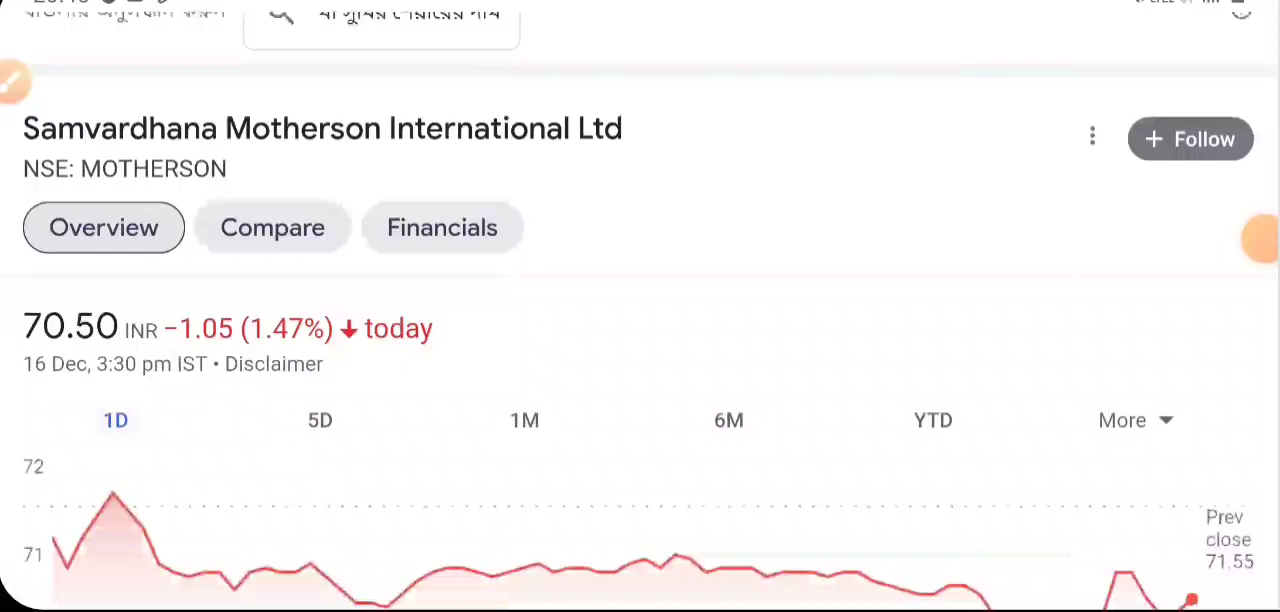 Samvardhana Motherson International Ltd
+ Follow
NSE: MOTHERSON
Overview
Compare
Financials
70.50 INR −1.05 (1.47%) ↓ today
16 Dec, 3:30 pm IST • Disclaimer
1D
5D
1M
6M
YTD
More
72
71
Prev
close
71.55